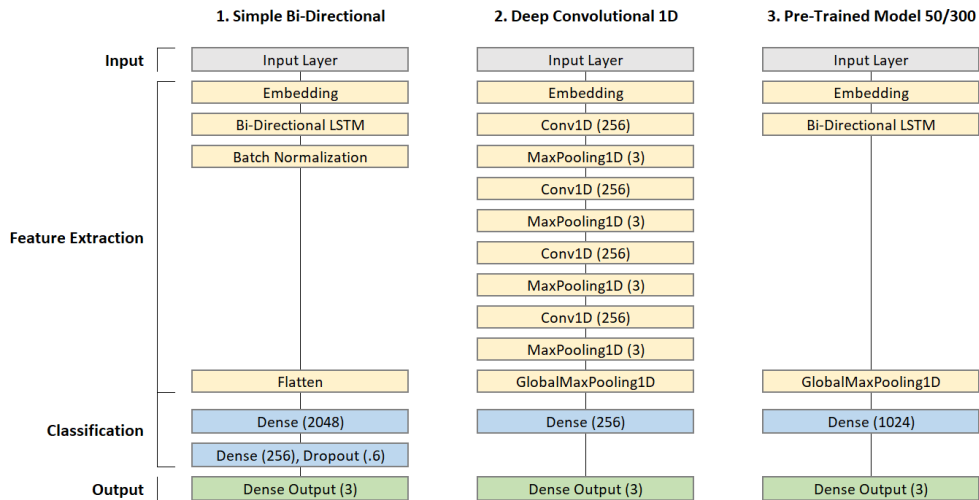 1. Simple Bi-Directional
2. Deep Convolutional 1D
3. Pre-Trained Model 50/300
Input
Input Layer
Input Layer
Input Layer
Feature Extraction
Embedding
Bi-Directional LSTM
Batch Normalization
Flatten
Embedding
Conv1D (256)
MaxPooling1D (3)
Conv1D (256)
MaxPooling1D (3)
Conv1D (256)
MaxPooling1D (3)
Conv1D (256)
MaxPooling1D (3)
GlobalMaxPooling1D
Embedding
Bi-Directional LSTM
GlobalMaxPooling1D
Classification
Dense (2048)
Dense (256), Dropout (.6)
Dense (256)
Dense (1024)
Output
Dense Output (3)
Dense Output (3)
Dense Output (3)